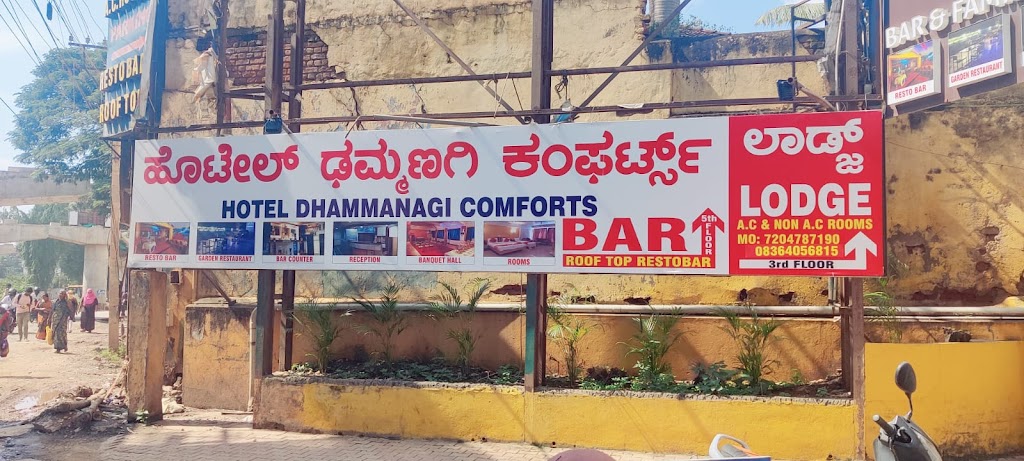 RESTO BA
ROOF TO
BAR & FAM
RESTO BAR
GARDEN RESTAURANT
ಹೊಟೇಲ್ ಢಮ್ಮಣಗಿ ಕಂಫರ್ಟ್ಸ್
HOTEL DHAMMANAGI COMFORTS
RESTO BAR
GARDEN RESTAURANT
BAR COUNTER
RECEPTION
BANQUET HALL
ROOMS
BAR
5th FLOOR
ROOF TOP RESTOBAR
ಲಾಡ್ಜ್
LODGE
A.C & NON A.C ROOMS
MO: 7204787190
08364056815
3rd FLOOR